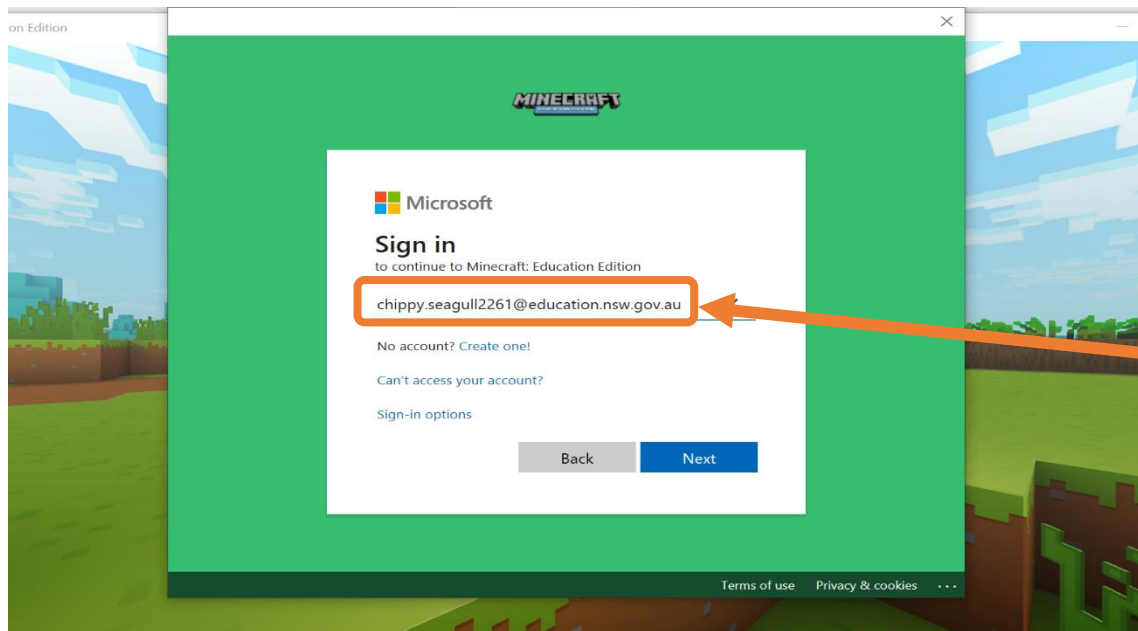 on Edition
MINECRAFT
Microsoft
Sign in
to continue to Minecraft: Education Edition
chippy.seagull2261@education.nsw.gov.au
No account? Create one!
Can't access your account?
Sign-in options
Back Next
Terms of use Privacy & cookies ...